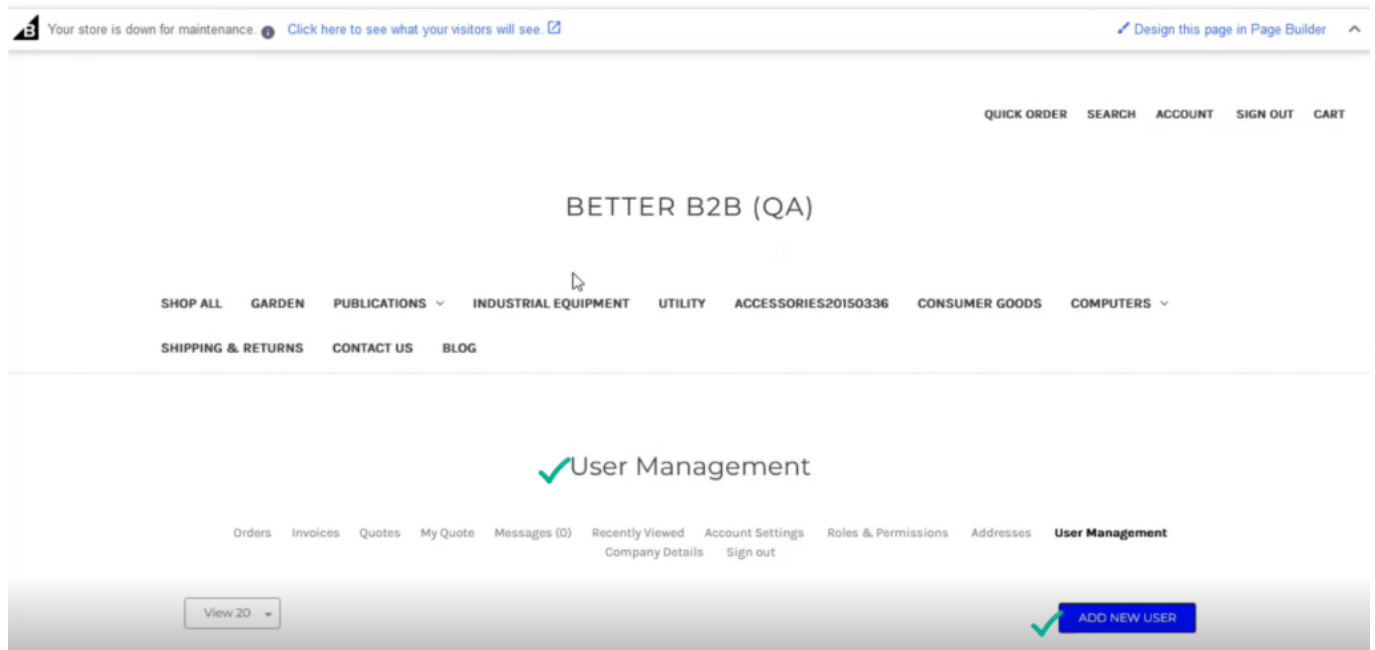 Your store is down for maintenance. Click here to see what your visitors will see. Design this page in Page Builder
QUICK ORDER SEARCH ACCOUNT SIGN OUT CART
BETTER B2B (QA)
SHOP ALL GARDEN PUBLICATIONS INDUSTRIAL EQUIPMENT UTILITY ACCESSORIES20150336 CONSUMER GOODS COMPUTERS
SHIPPING & RETURNS CONTACT US BLOG
User Management
Orders Invoices Quotes My Quote Messages (0) Recently Viewed Account Settings Roles & Permissions Addresses User Management
Company Details Sign out
View 20 ADD NEW USER